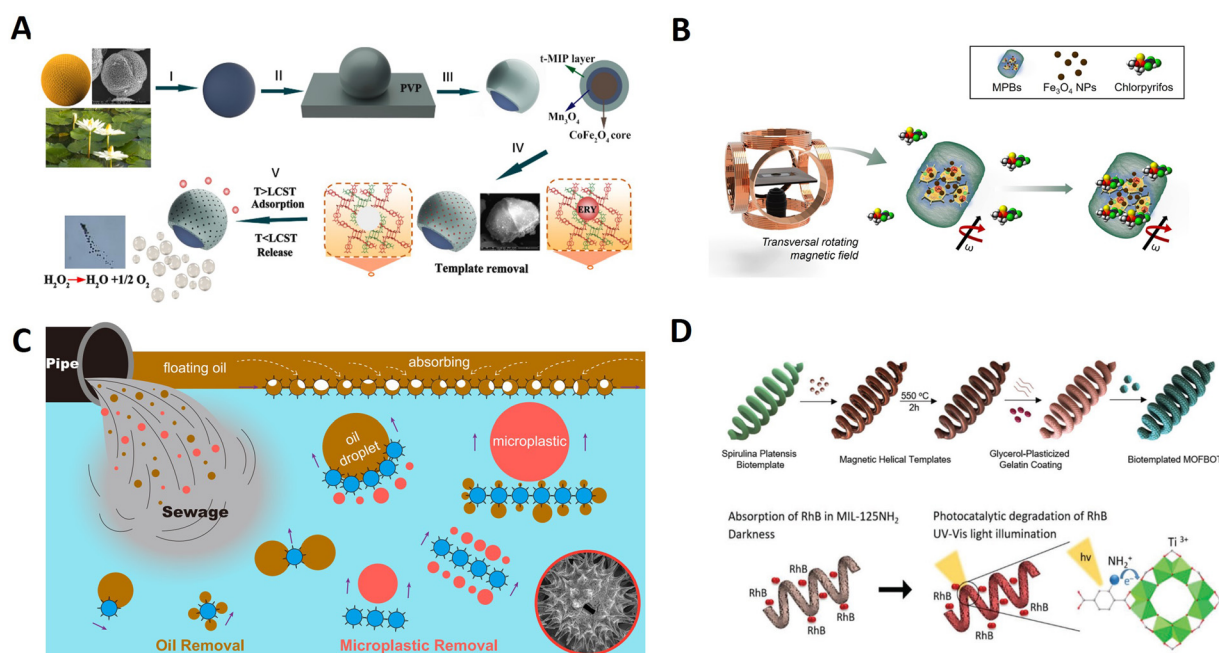 A
I
II
PVP
III
t-MIP layer
Mn3O4
CoFe2O4 core
IV
V
T>LCST
Adsorption
T<LCST
Release
ERY
Template removal
H2O2→H2O +1/2 O2
B
MPBs
Fe3O4 NPs
Chlorpyrifos
Transversal rotating
magnetic field
ω
ω
C
Pipe
floating oil
absorbing
oil
droplet
microplastic
Sewage
Oil Removal
Microplastic Removal
D
550 ºC
2h
Spirulina Platensis
Biotemplate
Magnetic Helical Templates
Glycerol-Plasticized
Gelatin Coating
Biotemplated MOFBOT
Absorption of RhB in MIL-125NH2
Darkness
Photocatalytic degradation of RhB
UV-Vis light illumination
RhB
RhB
RhB
RhB
RhB
RhB
RhB
RhB
RhB
RhB
hv
NH2+
e-
Ti 3+